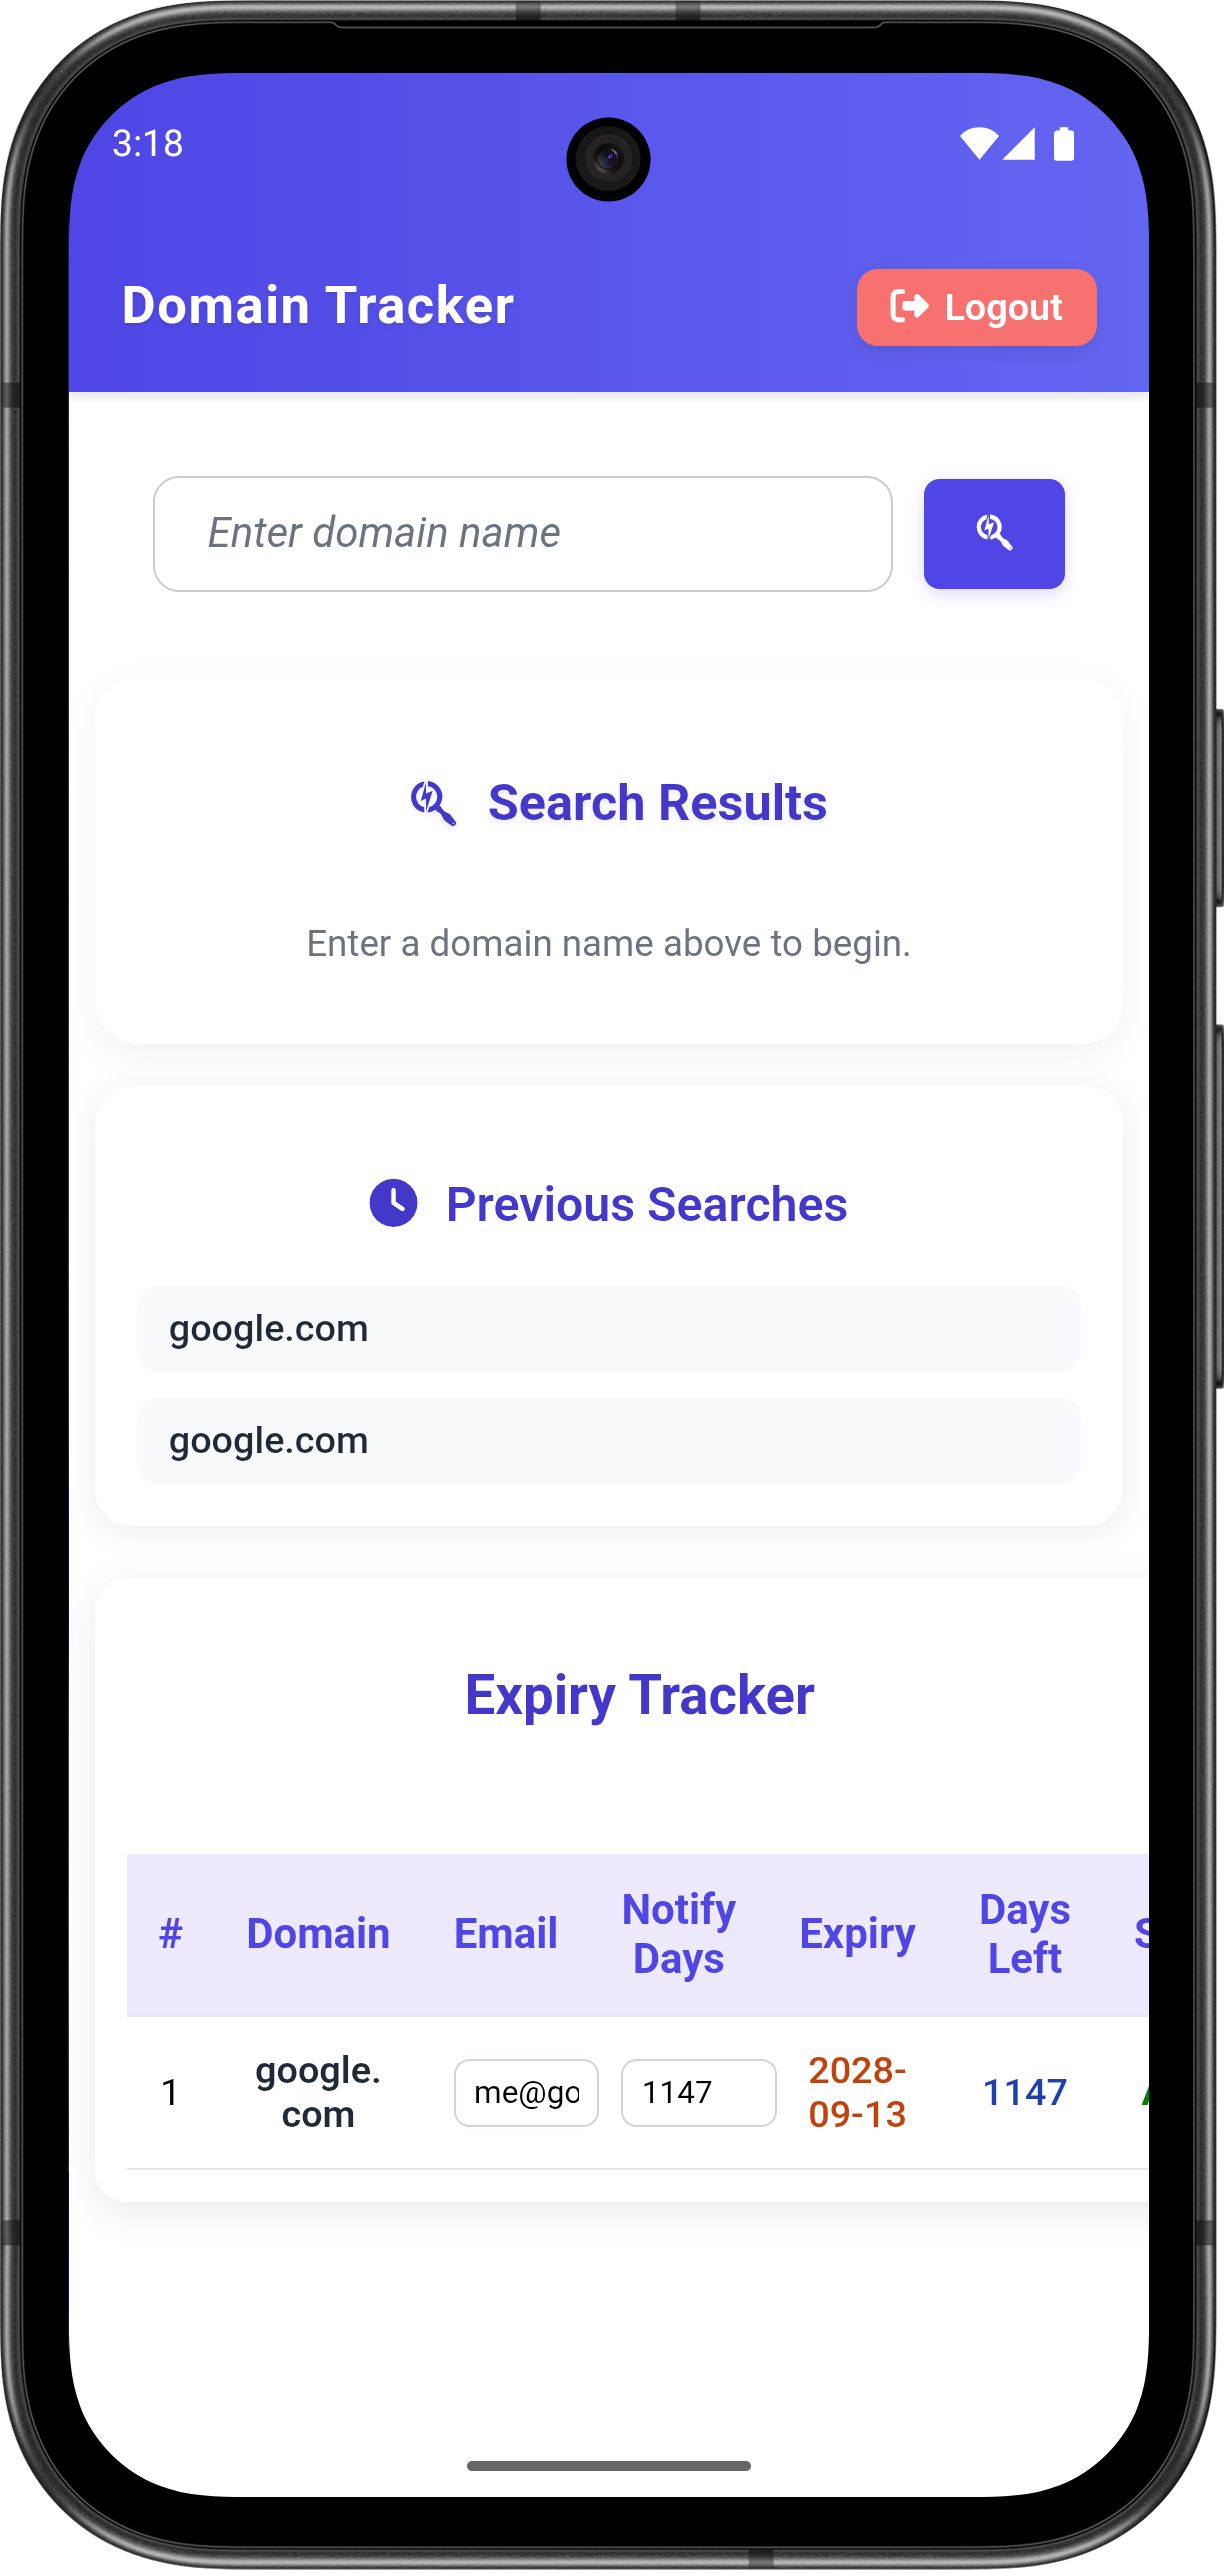 3:18
Domain Tracker
Logout
Enter domain name
Search Results
Enter a domain name above to begin.
Previous Searches
google.com
google.com
Expiry Tracker
# Domain Email Notify Days Expiry Days Left
1 google.com me@go 1147 2028-09-13 1147